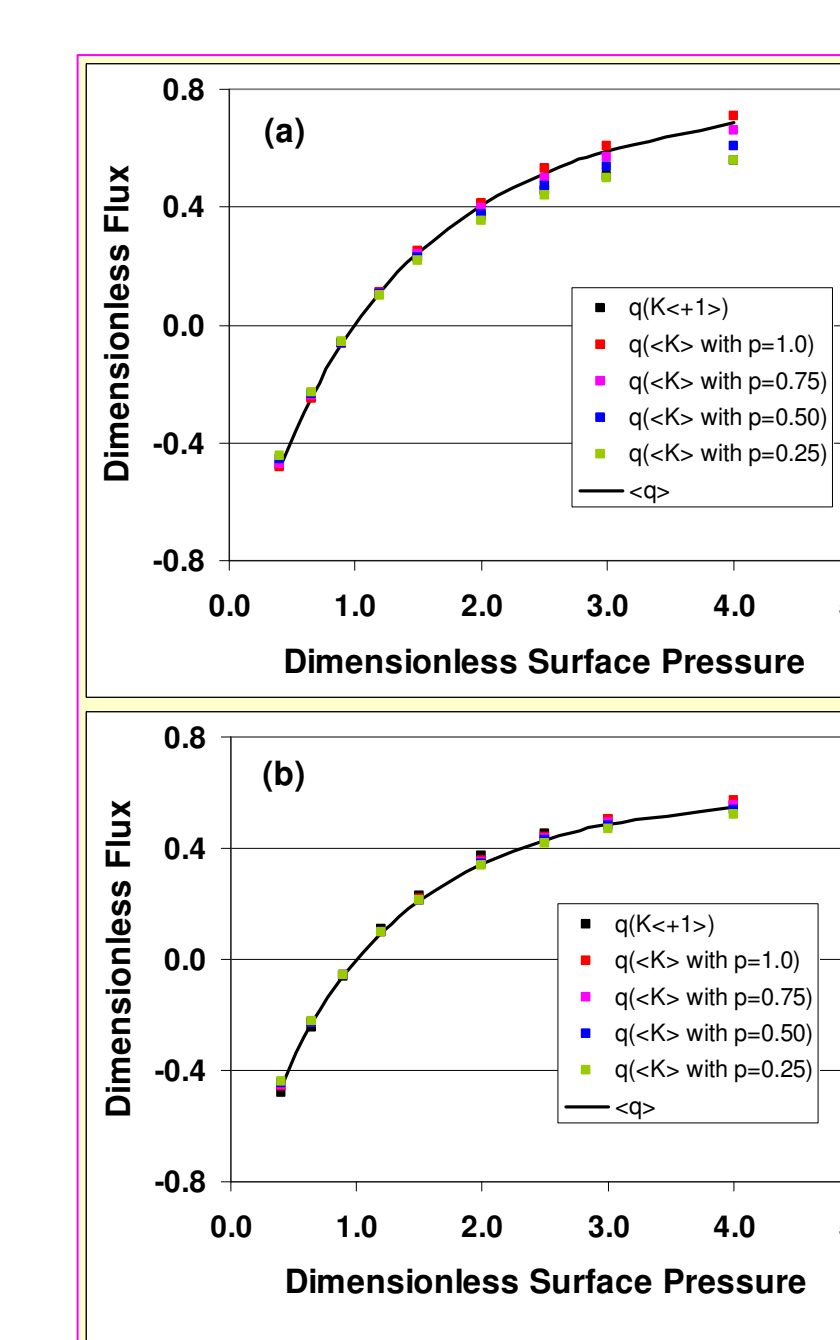 (a)
Dimensionless Flux
0.8
0.4
0.0
-0.4
-0.8
q(K<+1>)
q(<K> with p=1.0)
q(<K> with p=0.75)
q(<K> with p=0.50)
q(<K> with p=0.25)
<q>
0.0 1.0 2.0 3.0 4.0
Dimensionless Surface Pressure
(b)
Dimensionless Flux
0.8
0.4
0.0
-0.4
-0.8
q(K<+1>)
q(<K> with p=1.0)
q(<K> with p=0.75)
q(<K> with p=0.50)
q(<K> with p=0.25)
<q>
0.0 1.0 2.0 3.0 4.0
Dimensionless Surface Pressure